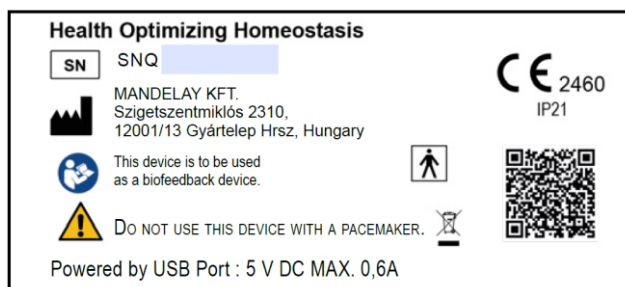 Health Optimizing Homeostasis
SN SNQ
MANDELAY KFT.
Szigetszentmiklós 2310,
12001/13 Gyártelep Hrsz, Hungary
CE 2460
IP21
This device is to be used
as a biofeedback device.
DO NOT USE THIS DEVICE WITH A PACEMAKER.
Powered by USB Port : 5 V DC MAX. 0,6A